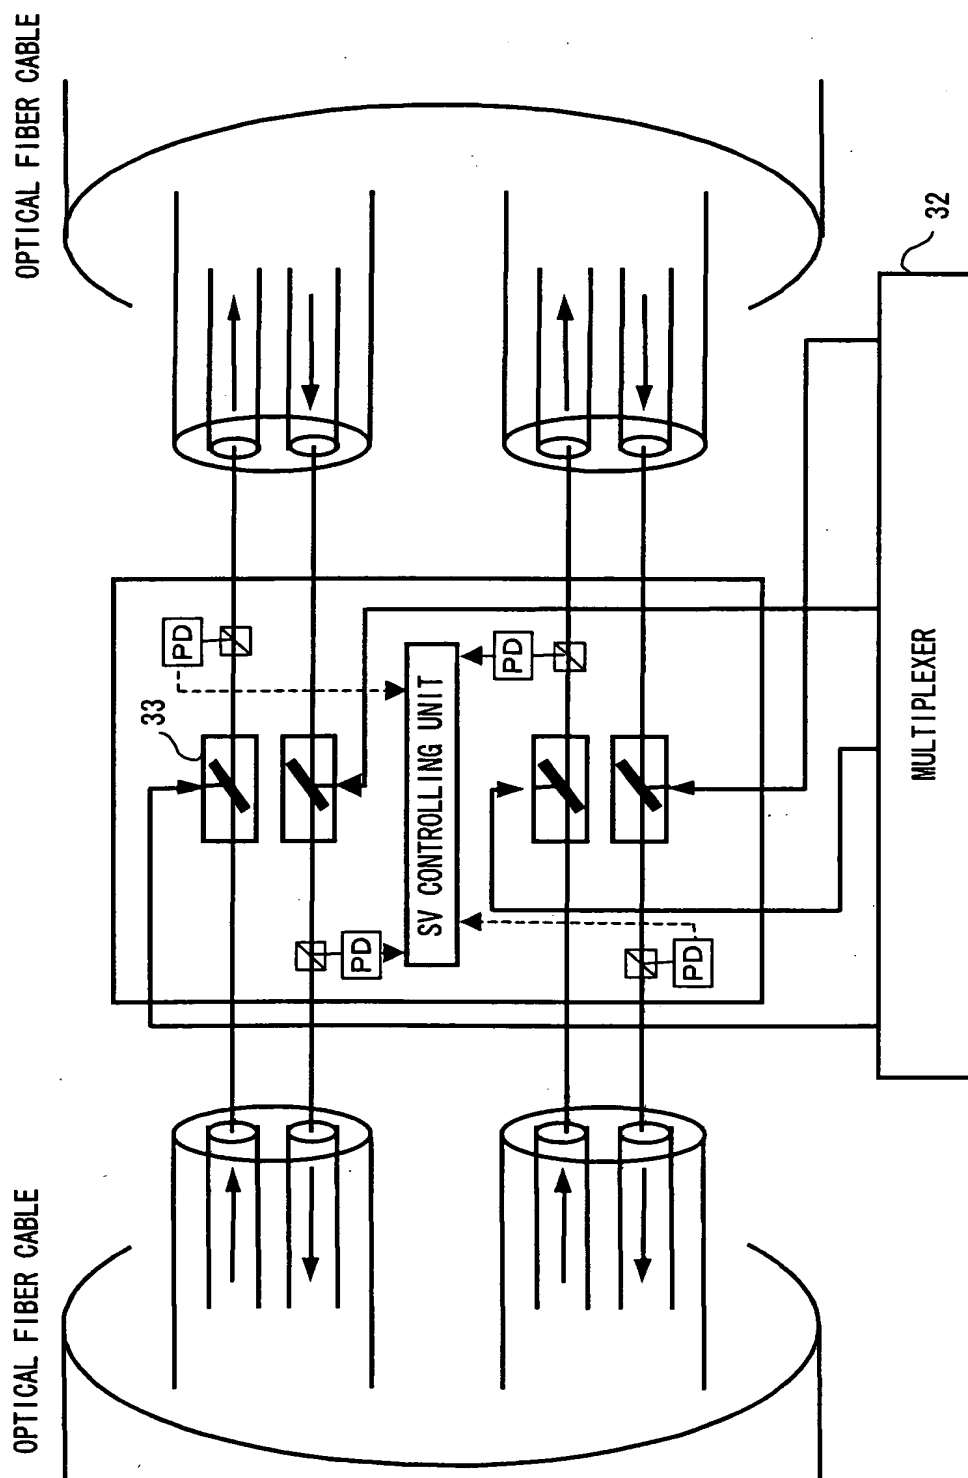 OPTICAL FIBER CABLE
OPTICAL FIBER CABLE
33
PD
PD
SV CONTROLLING UNIT
PD
PD
MULTIPLEXER
32